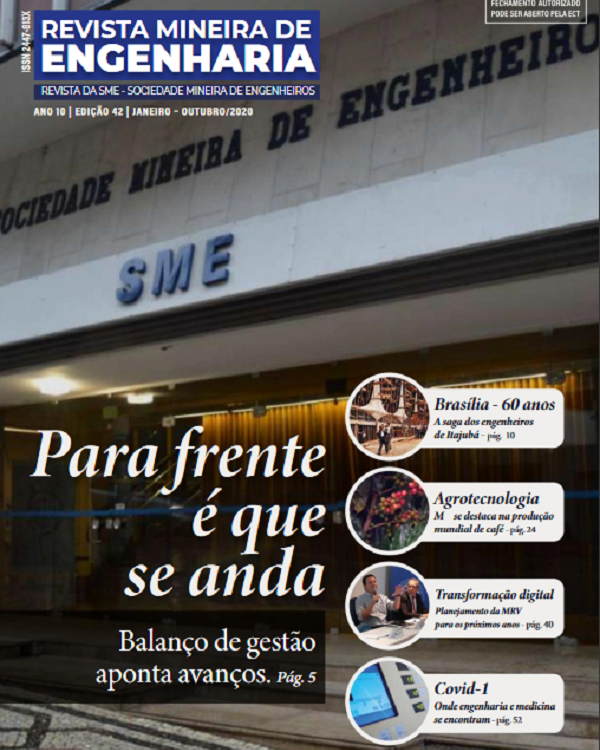 FECHAMENTO AUTORIZADO
PODE SER ABERTO PELA ECT
ISSN 2447-813X
REVISTA MINEIRA DE
ENGENHARIA
REVISTA DA SME - SOCIEDADE MINEIRA DE ENGENHEIROS
ANO 10 | EDIÇÃO 42 | JANEIRO - OUTUBRO/2020
SOCIEDADE MINEIRA DE ENGENHEIRO
SME
Para frente
é que
se anda
Balanço de gestão
aponta avanços. Pág. 5
Brasília - 60 anos
A saga dos engenheiros
de Itajubá - pág. 10
Agrotecnologia
M se destaca na produção
mundial de café - pág. 24
Transformação digital
Planejamento da MRV
para os próximos anos - pág. 40
Covid-1
Onde engenharia e medicina
se encontram - pág. 52